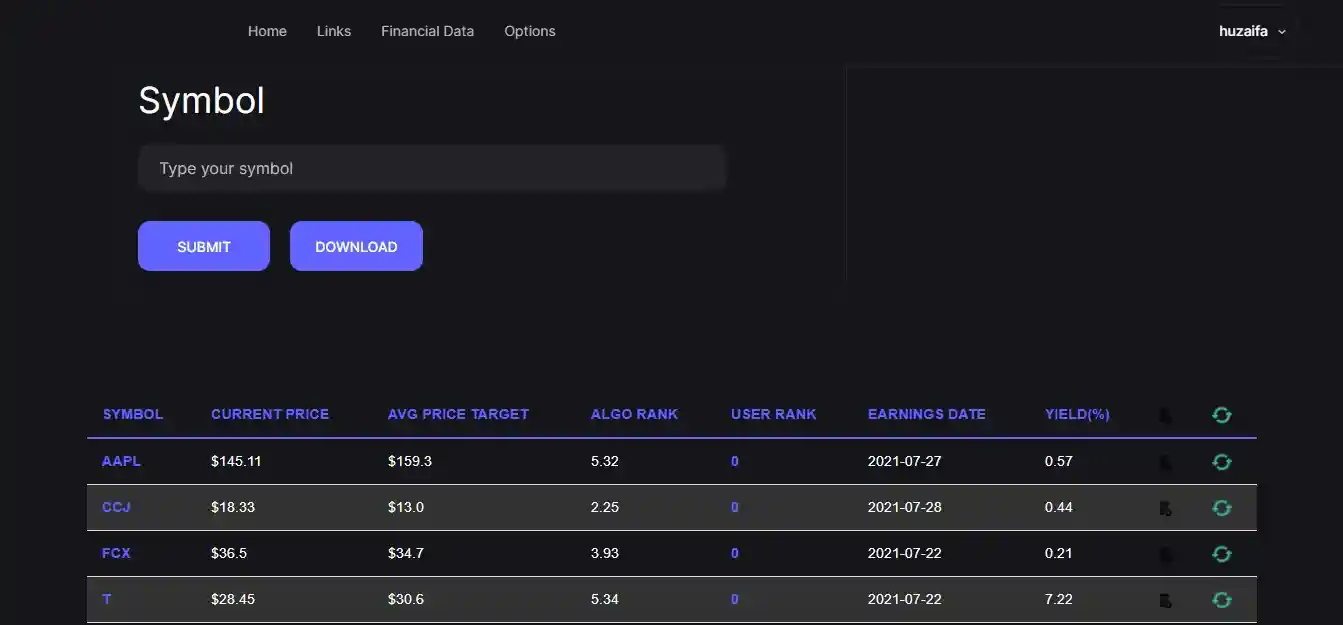 Home Links Financial Data Options huzaifa
Symbol
Type your symbol
SUBMIT DOWNLOAD
SYMBOL CURRENT PRICE AVG PRICE TARGET ALGO RANK USER RANK EARNINGS DATE YIELD(%)
AAPL $145.11 $159.3 5.32 0 2021-07-27 0.57
CCJ $18.33 $13.0 2.25 0 2021-07-28 0.44
FCX $36.5 $34.7 3.93 0 2021-07-22 0.21
T $28.45 $30.6 5.34 0 2021-07-22 7.22